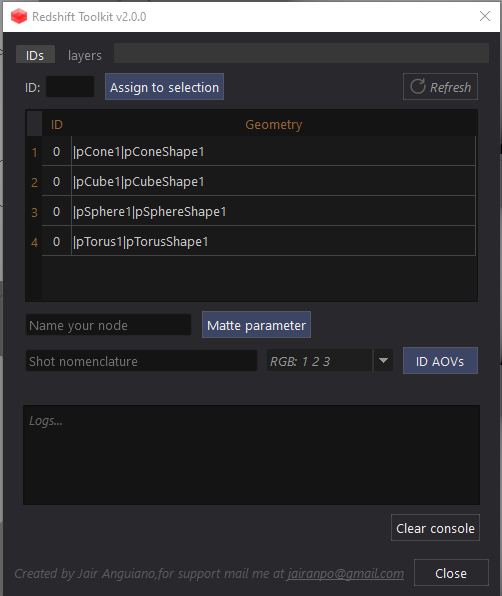 Redshift Toolkit v2.0.0
IDs layers
ID: Assign to selection Refresh
ID Geometry
1 0 |pCone1|pConeShape1
2 0 |pCube1|pCubeShape1
3 0 |pSphere1|pSphereShape1
4 0 |pTorus1|pTorusShape1
Name your node Matte parameter
Shot nomenclature RGB: 1 2 3 ID AOVs
Logs...
Clear console
Created by Jair Anguiano,for support mail me at jairanpo@gmail.com Close